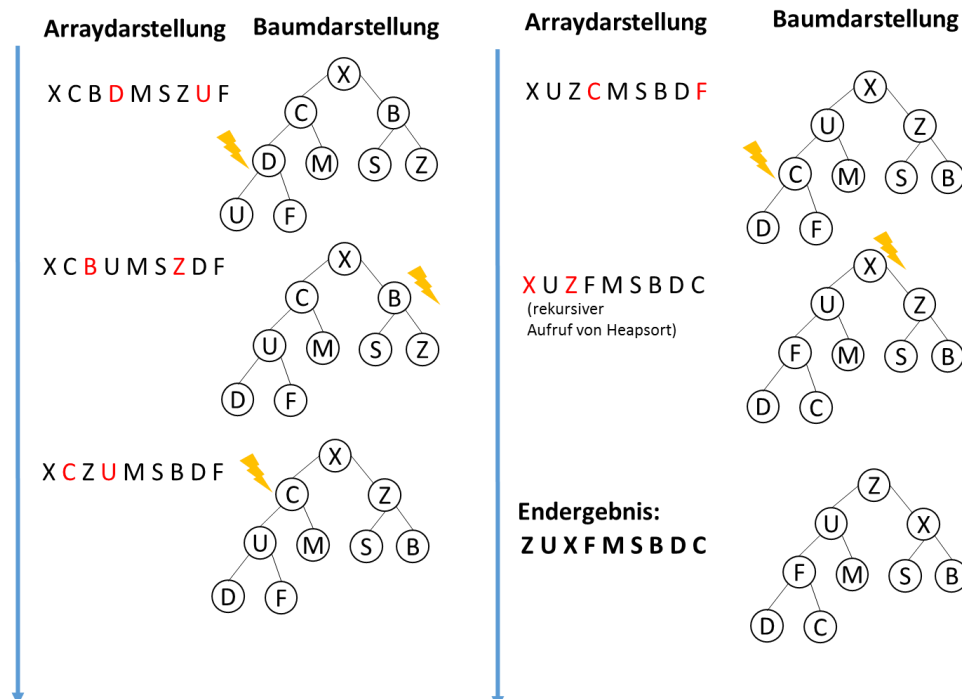 Arraydarstellung Baumdarstellung
X C B D M S Z U F
X
C B
D M S Z
U F
X C B U M S Z D F
X
C B
U M S Z
D F
X C Z U M S B D F
X
C Z
U M S B
D F
Arraydarstellung Baumdarstellung
X U Z C M S B D F
X
U Z
C M S B
D F
X U Z F M S B D C
(rekursiver
Aufruf von Heapsort)
X
U Z
F M S B
D C
Endergebnis:
Z U X F M S B D C
Z
U X
F M S B
D C